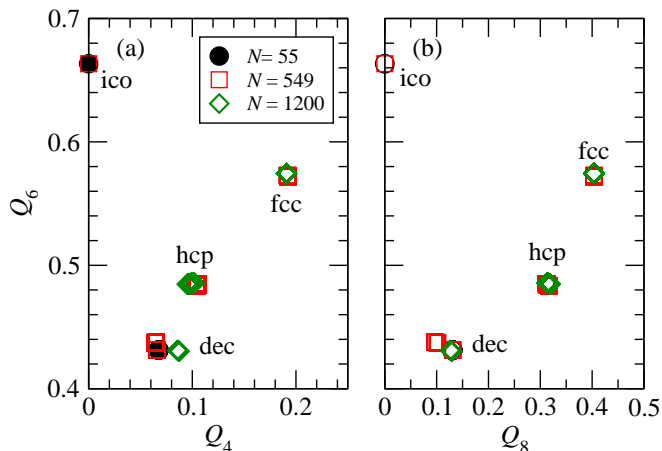 0.7
(a)
N= 55
N = 549
N = 1200
(b)
ico
ico
0.6
fcc
fcc
Q6
0.5
hcp
hcp
dec
dec
0.4
0 0.1 0.2
0 0.1 0.2 0.3 0.4 0.5
Q4
Q8